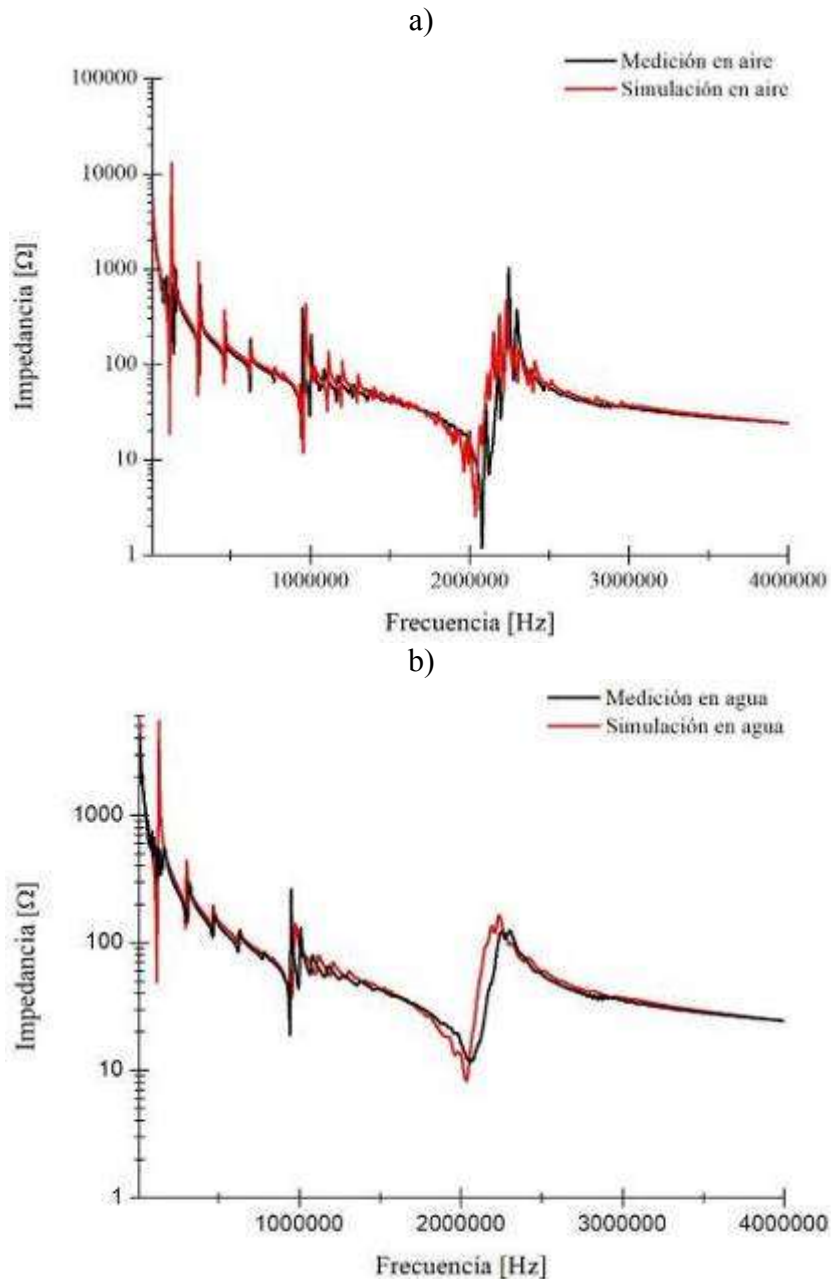 a)
Medición en aire
Simulación en aire
100000
10000
1000
100
10
1
Impedancia [Ω]
1000000 2000000 3000000 4000000
Frecuencia [Hz]
b)
Medición en agua
Simulación en agua
1000
100
10
1
Impedancia [Ω]
1000000 2000000 3000000 4000000
Frecuencia [Hz]